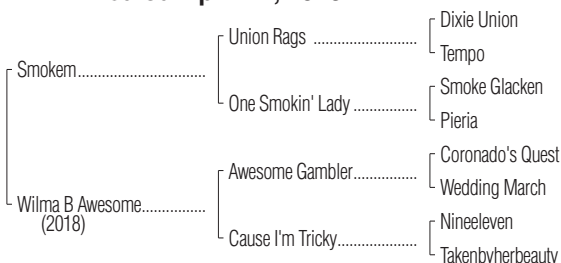 Dixie Union
Union Rags ........................
Tempo
Smokem...............................
Smoke Glacken
One Smokin' Lady ...............
Pieria
Coronado's Quest
Awesome Gambler...............
Wedding March
Wilma B Awesome...............
(2018)
Nineeleven
Cause I'm Tricky...................
Takenbyherbeauty